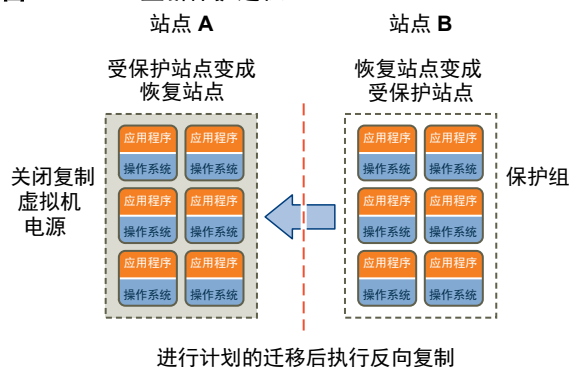 站点 A
站点 B
受保护站点变成
恢复站点
恢复站点变成
受保护站点
应用程序 应用程序
操作系统 操作系统
应用程序 应用程序
操作系统 操作系统
应用程序 应用程序
操作系统 操作系统
关闭复制
虚拟机
电源
应用程序 应用程序
操作系统 操作系统
应用程序 应用程序
操作系统 操作系统
应用程序 应用程序
操作系统 操作系统
保护组
进行计划的迁移后执行反向复制